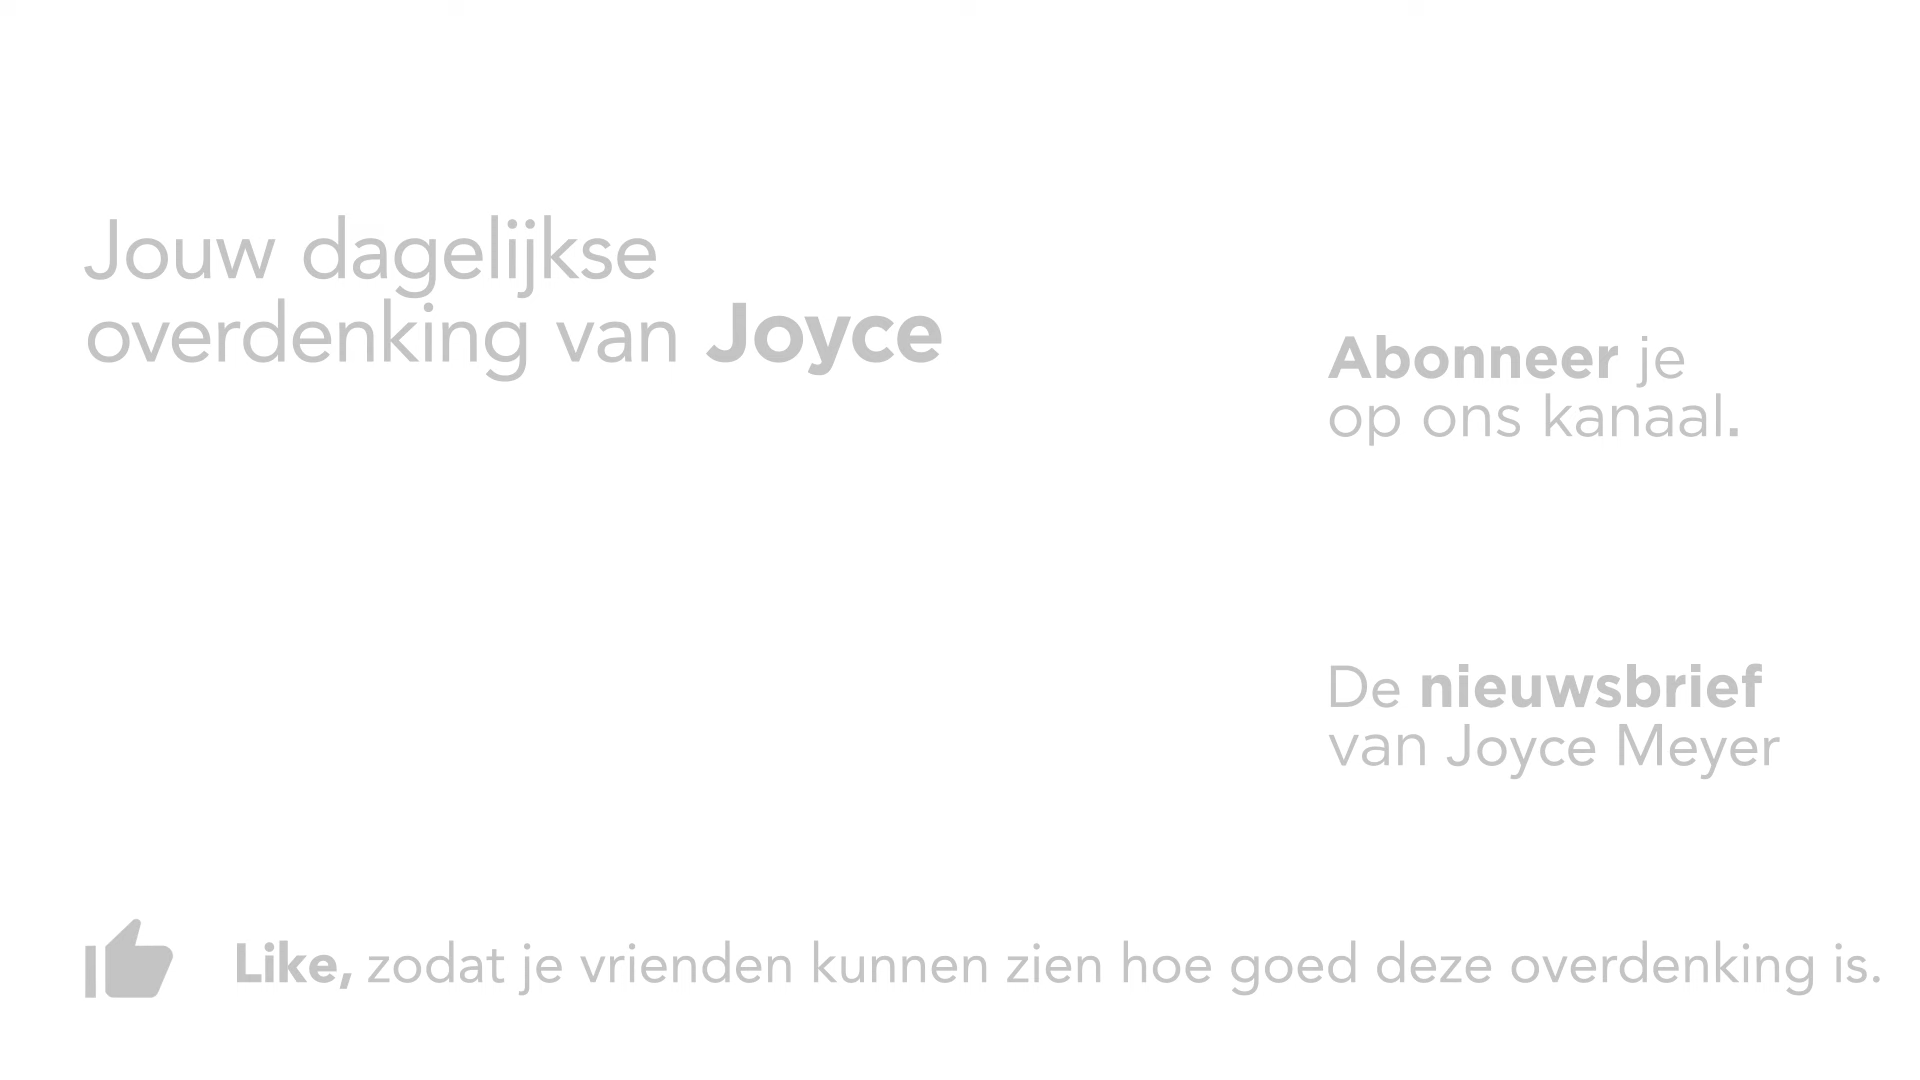 Jouw dagelijkse
overdenking van Joyce
Abonneer je
op ons kanaal.
De nieuwsbrief
van Joyce Meyer
Like, zodat je vrienden kunnen zien hoe goed deze overdenking is.